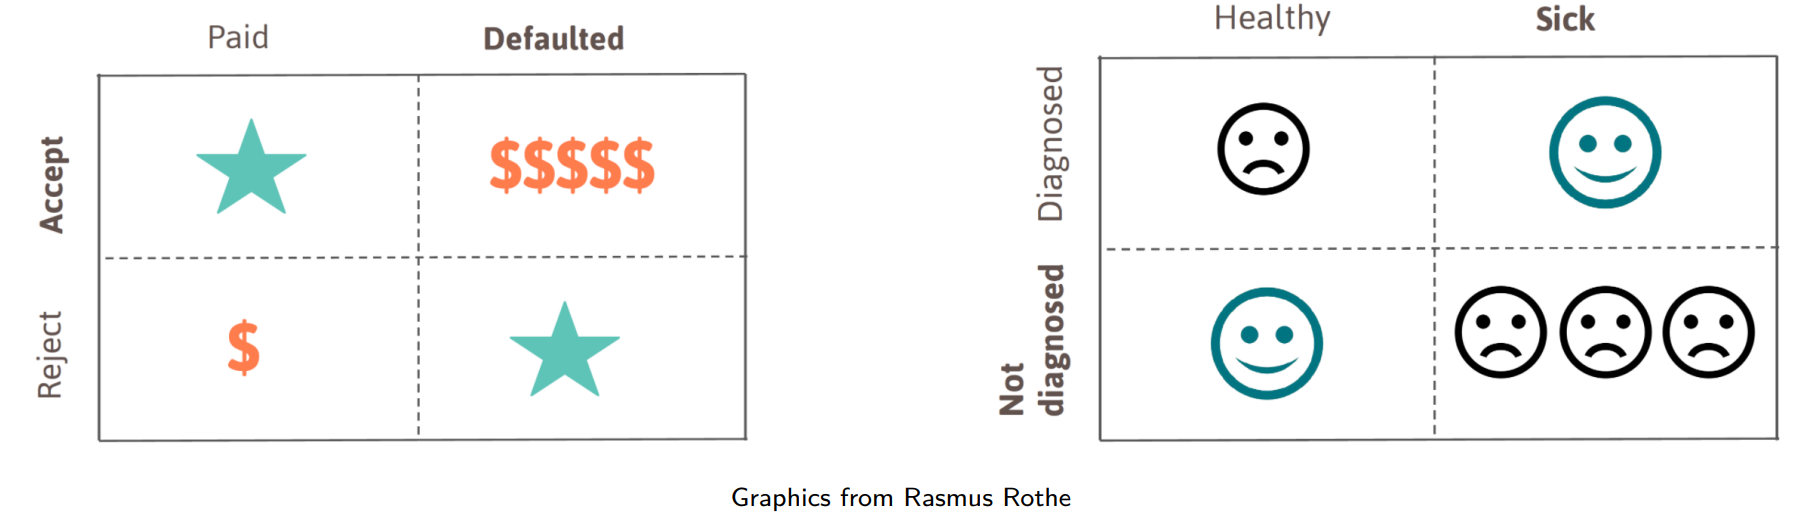 Paid
Defaulted
Accept
$$$$$
Reject
$
Healthy
Sick
Diagnosed
Not
diagnosed
Graphics from Rasmus Rothe